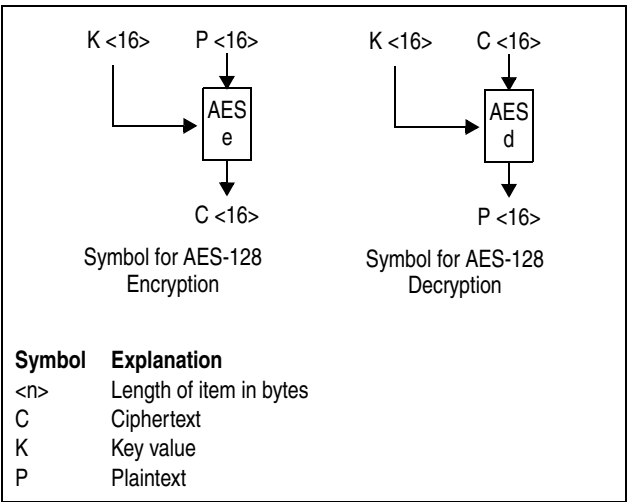 K <16> P <16> K <16> C <16>
AES AES
e d
C <16> P <16>
Symbol for AES-128 Symbol for AES-128
Encryption Decryption
Symbol Explanation
<n> Length of item in bytes
C Ciphertext
K Key value
P Plaintext